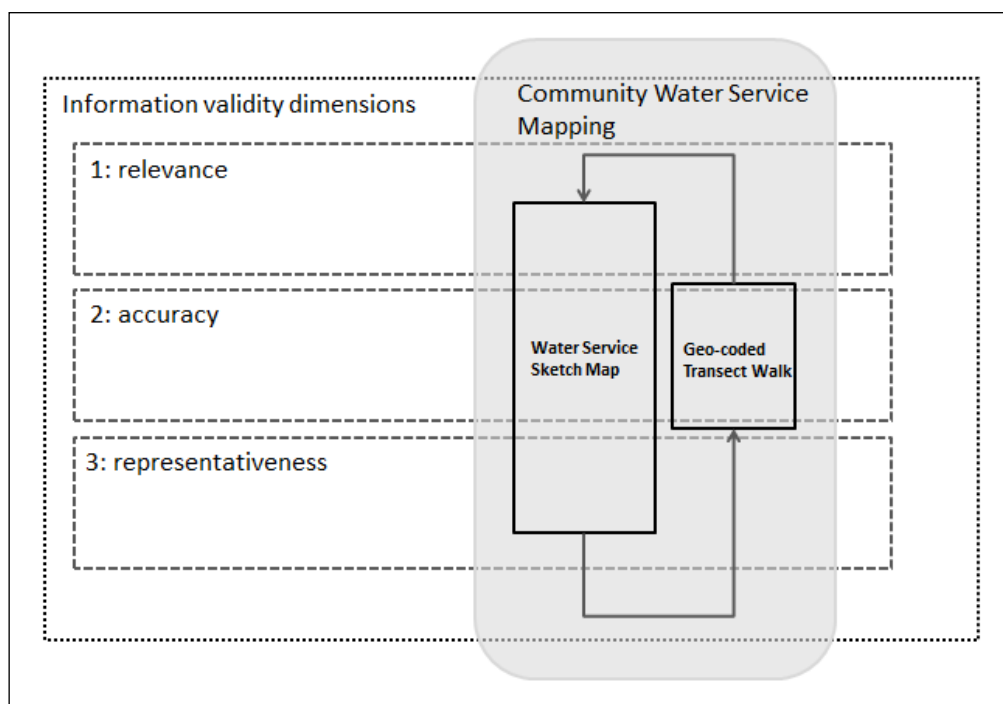 Information validity dimensions
Community Water Service
Mapping
1: relevance
2: accuracy
Water Service
Sketch Map
Geo-coded
Transect Walk
3: representativeness